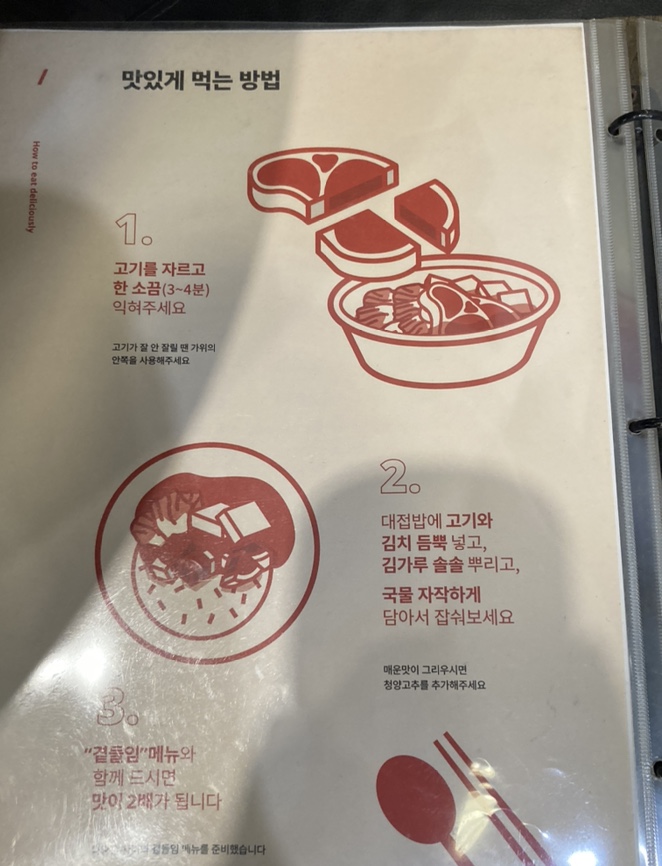 맛있게 먹는 방법
How to eat deliciously
1.
고기를 자르고
한 소끔(3~4분)
익혀주세요
고기가 잘 안 잘릴 땐 가위의
안쪽을 사용해주세요
2.
대접밥에 고기와
김치 듬뿍 넣고,
김가루 솔솔 뿌리고,
국물 자작하게
담아서 잡숴보세요
매운맛이 그리우시면
청양고추를 추가해주세요
3.
“곁들임”메뉴와
함께 드시면
맛이 2배가 됩니다
곁들임 메뉴를 준비했습니다